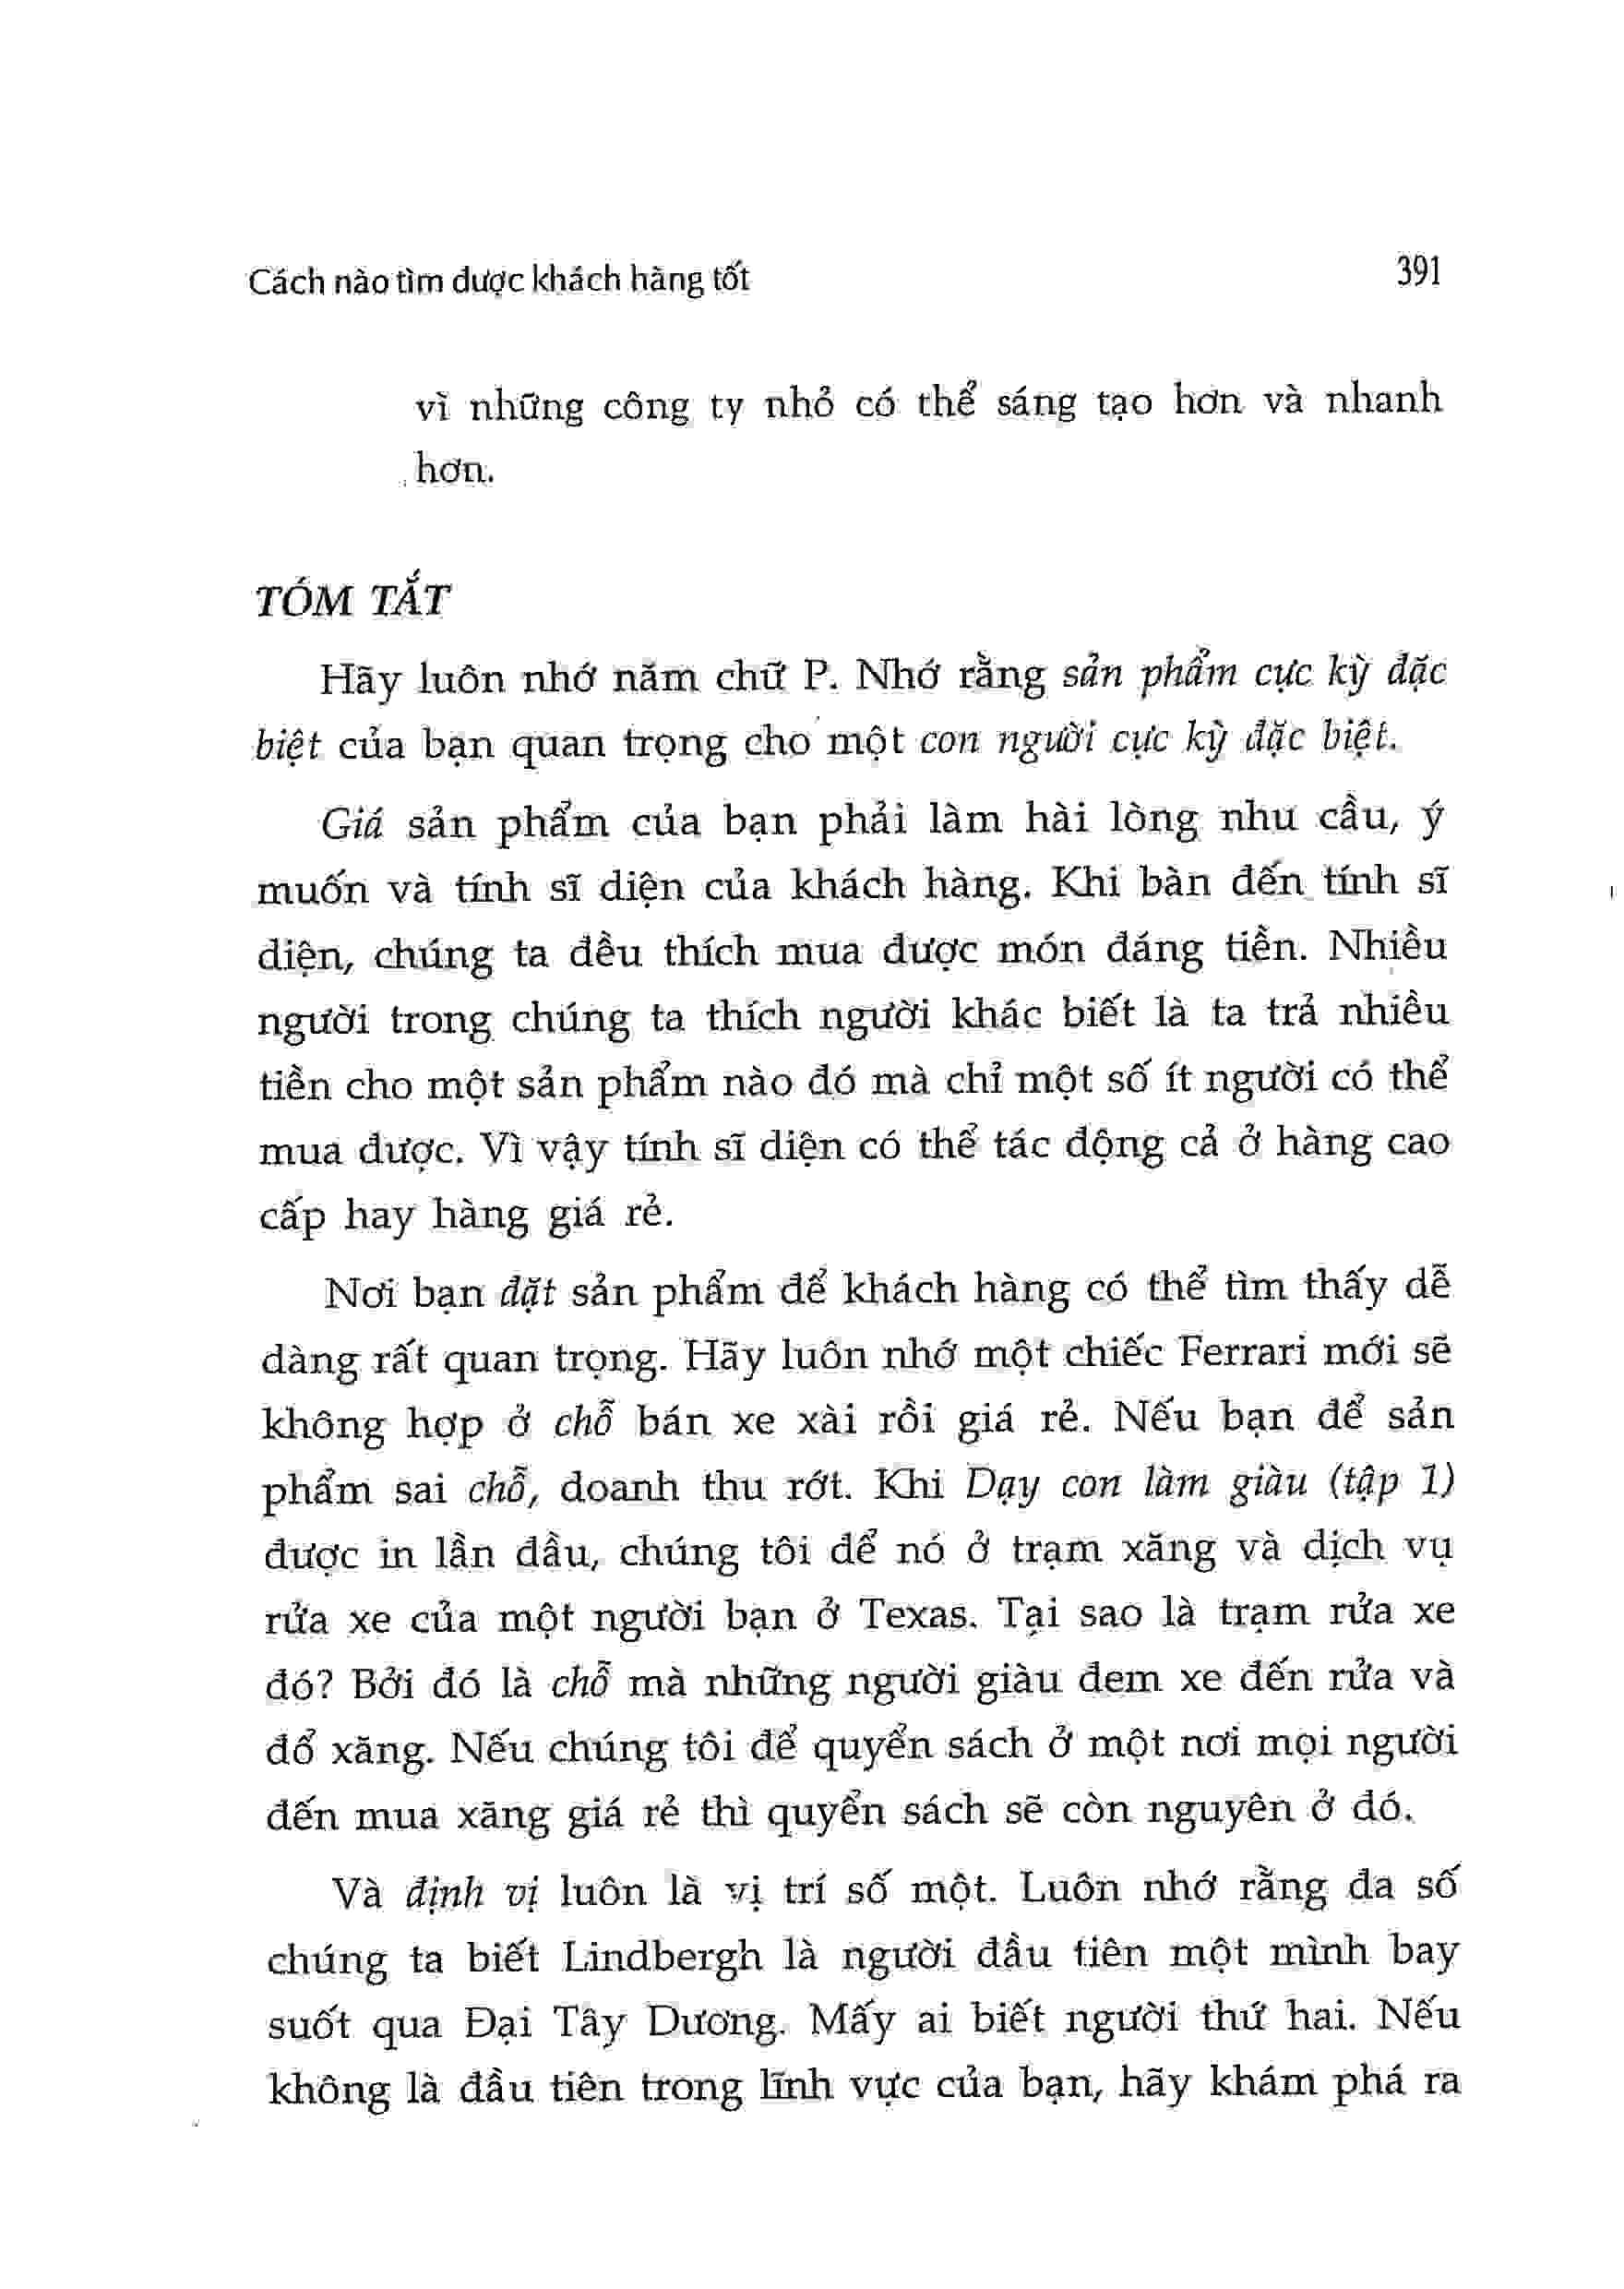 Cách nào tìm được khách hàng tốt
391
vì những công ty nhỏ có thể sáng tạo hơn và nhanh
hơn.
TÓM TẮT
Hãy luôn nhớ năm chữ P. Nhớ rằng sản phẩm cực kỳ đặc
biệt của bạn quan trọng cho một con người cực kỳ đặc biệt.
Giá sản phẩm của bạn phải làm hài lòng nhu cầu, ý
muốn và tính sĩ diện của khách hàng. Khi bàn đến tính sĩ
diện, chúng ta đều thích mua được món đáng tiền. Nhiều
người trong chúng ta thích người khác biết là ta trả nhiều
tiền cho một sản phẩm nào đó mà chỉ một số ít người có thể
mua được. Vì vậy tính sĩ diện có thể tác động cả ở hàng cao
cấp hay hàng giá rẻ.
Nơi bạn đặt sản phẩm để khách hàng có thể tìm thấy dễ
dàng rất quan trọng. Hãy luôn nhớ một chiếc Ferrari mới sẽ
không hợp ở chỗ bán xe xài rồi giá rẻ. Nếu bạn để sản
phẩm sai chỗ, doanh thu rớt. Khi Dạy con làm giàu (tập 1)
được in lần đầu, chúng tôi để nó ở trạm xăng và dịch vụ
rửa xe của một người bạn ở Texas. Tại sao là trạm rửa xe
đó? Bởi đó là chỗ mà những người giàu đem xe đến rửa và
đổ xăng. Nếu chúng tôi để quyển sách ở một nơi mọi người
đến mua xăng giá rẻ thì quyển sách sẽ còn nguyên ở đó.
Và định vị luôn là vị trí số một. Luôn nhớ rằng đa số
chúng ta biết Lindbergh là người đầu tiên một mình bay
suốt qua Đại Tây Dương. Mấy ai biết người thứ hai. Nếu
không là đầu tiên trong lĩnh vực của bạn, hãy khám phá ra